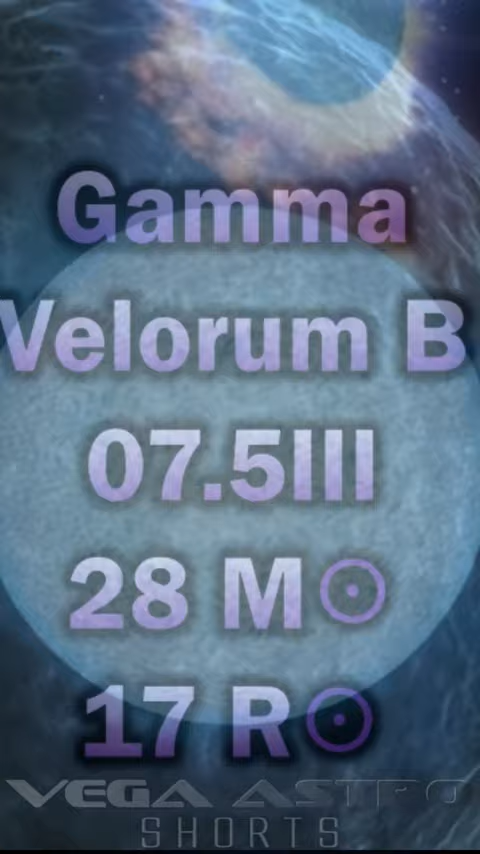 Gamma
Velorum B
07.5III
28 M☉
17 R☉
VEGA ASTRO
SHORTS